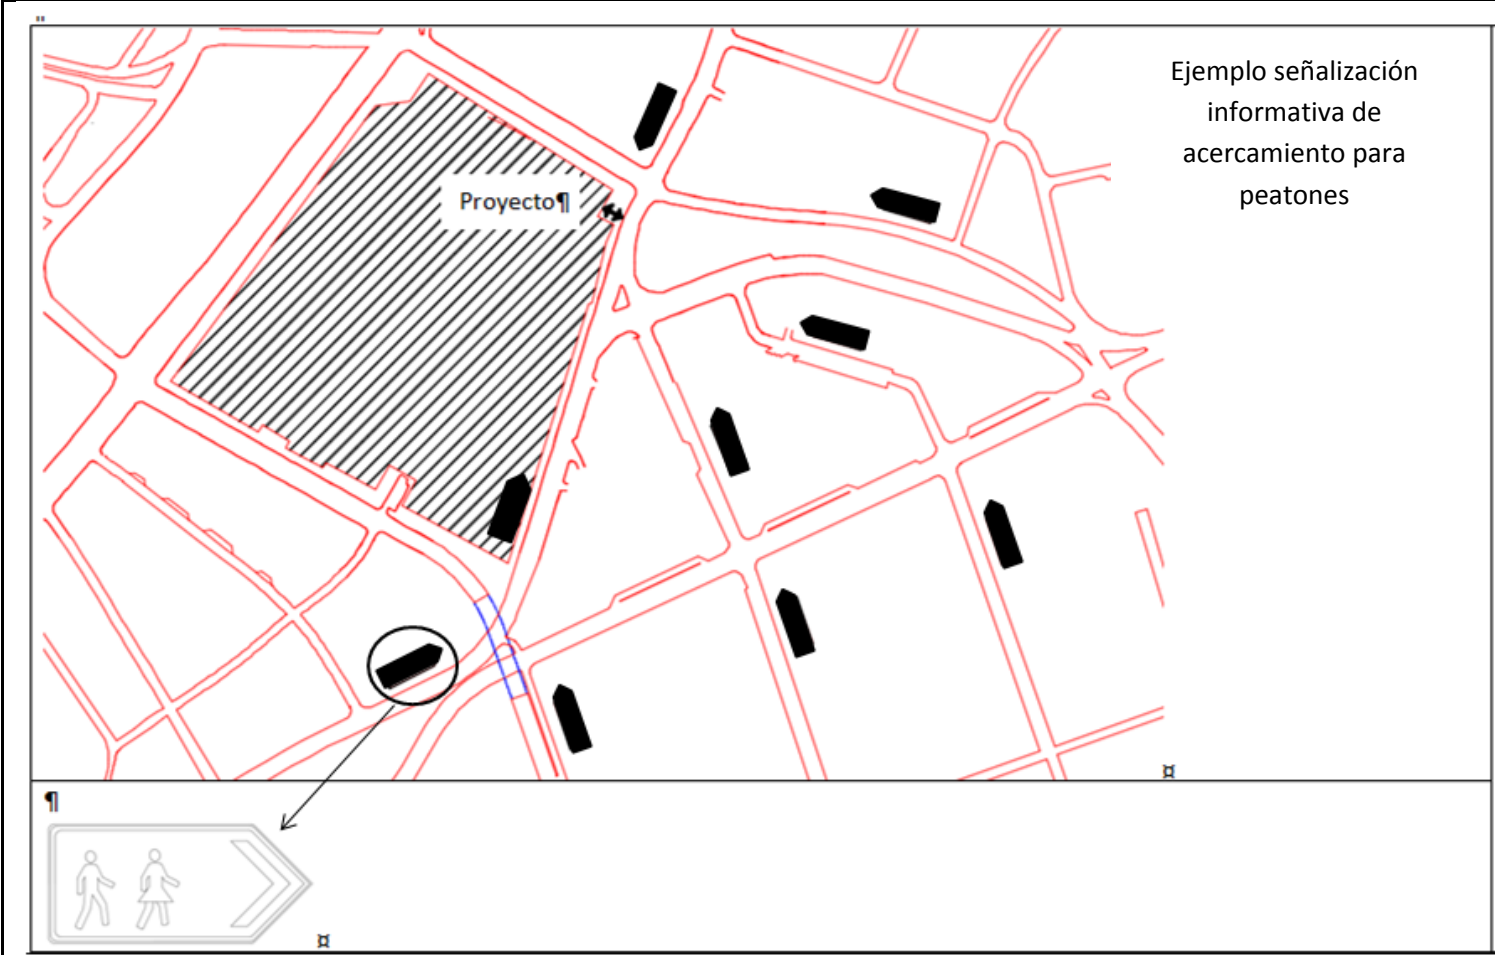 Ejemplo señalización
informativa de
acercamiento para
peatones
Proyecto¶
¤
¶
¤